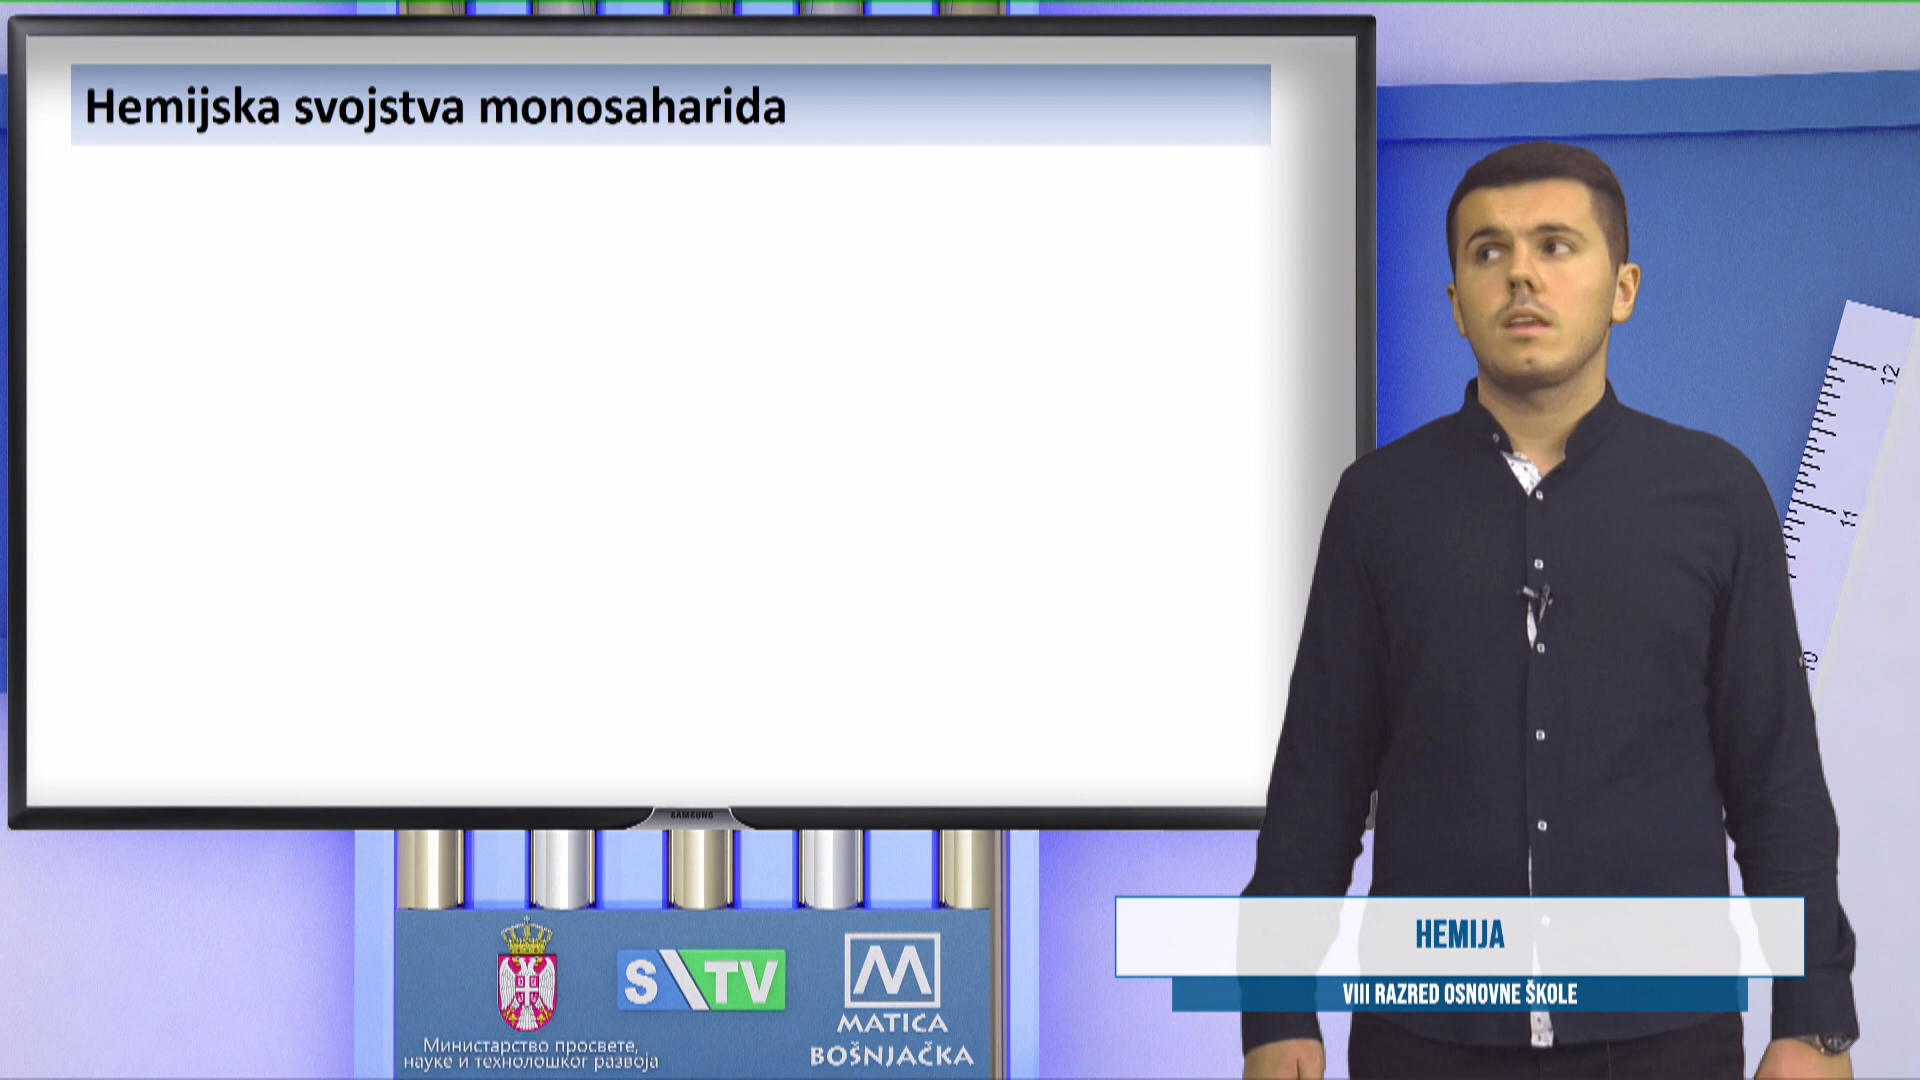 Hemijska svojstva monosaharida
SAMSUNG
12
11
10
HEMIJA
VIII RAZRED OSNOVNE ŠKOLE
S TV
MATICA
BOŠNJAČKA
Министарство просвете,
науке и технолошког развоја